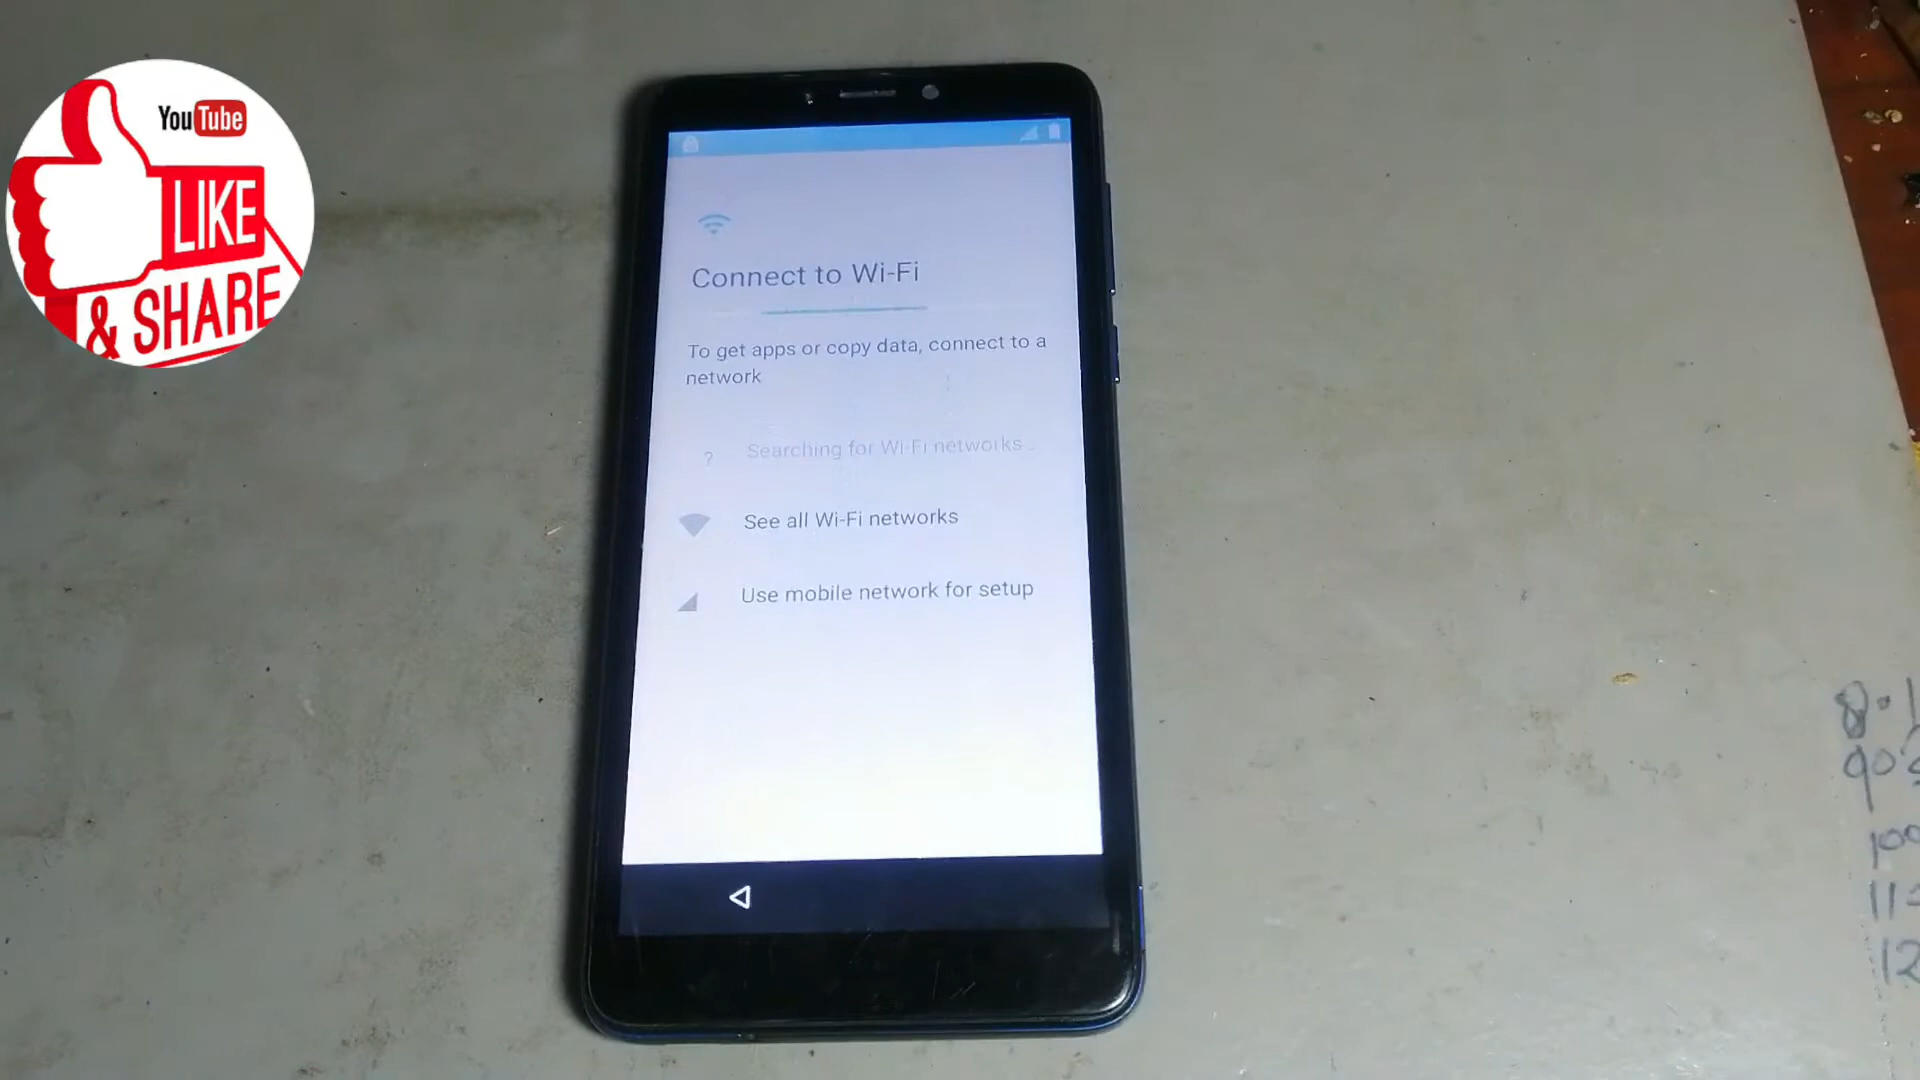 YouTube
LIKE
& SHARE
Connect to Wi-Fi
To get apps or copy data, connect to a
network
? Searching for Wi-Fi networks...
See all Wi-Fi networks
Use mobile network for setup